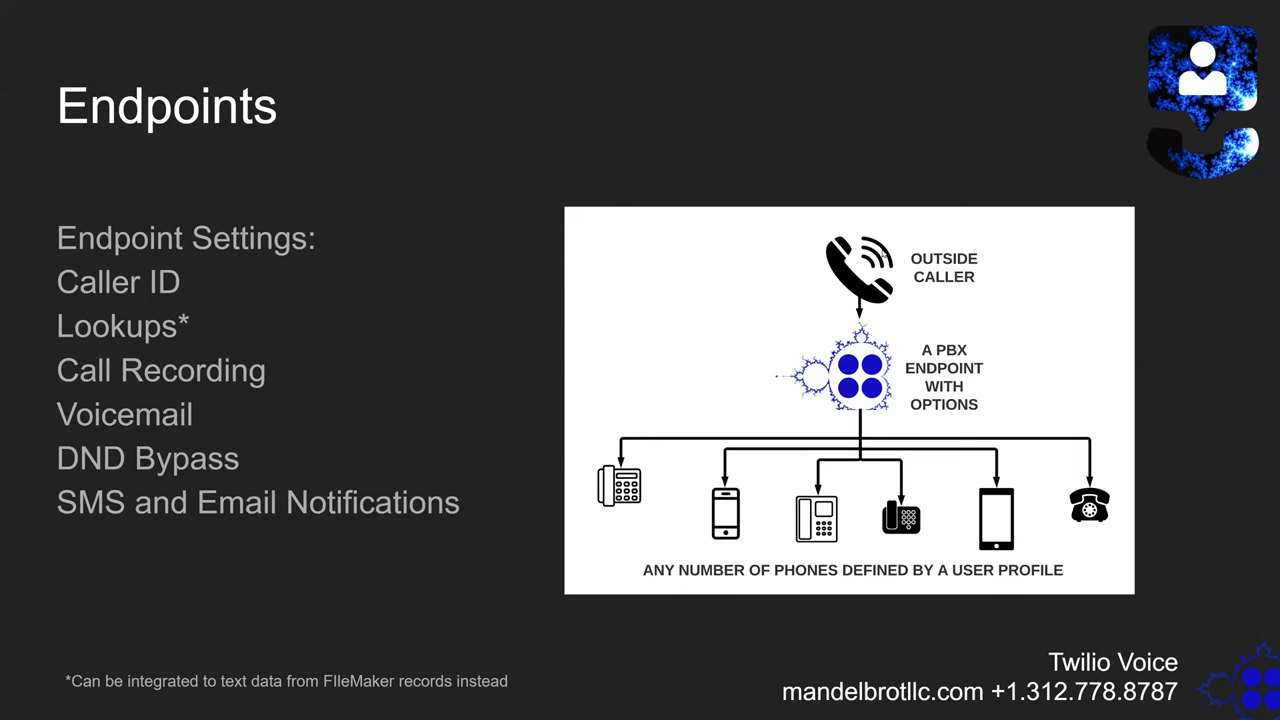 Endpoints
Endpoint Settings:
Caller ID
Lookups*
Call Recording
Voicemail
DND Bypass
SMS and Email Notifications
OUTSIDE
CALLER
A PBX
ENDPOINT
WITH
OPTIONS
ANY NUMBER OF PHONES DEFINED BY A USER PROFILE
*Can be integrated to text data from FIleMaker records instead
Twilio Voice
mandelbrotllc.com +1.312.778.8787